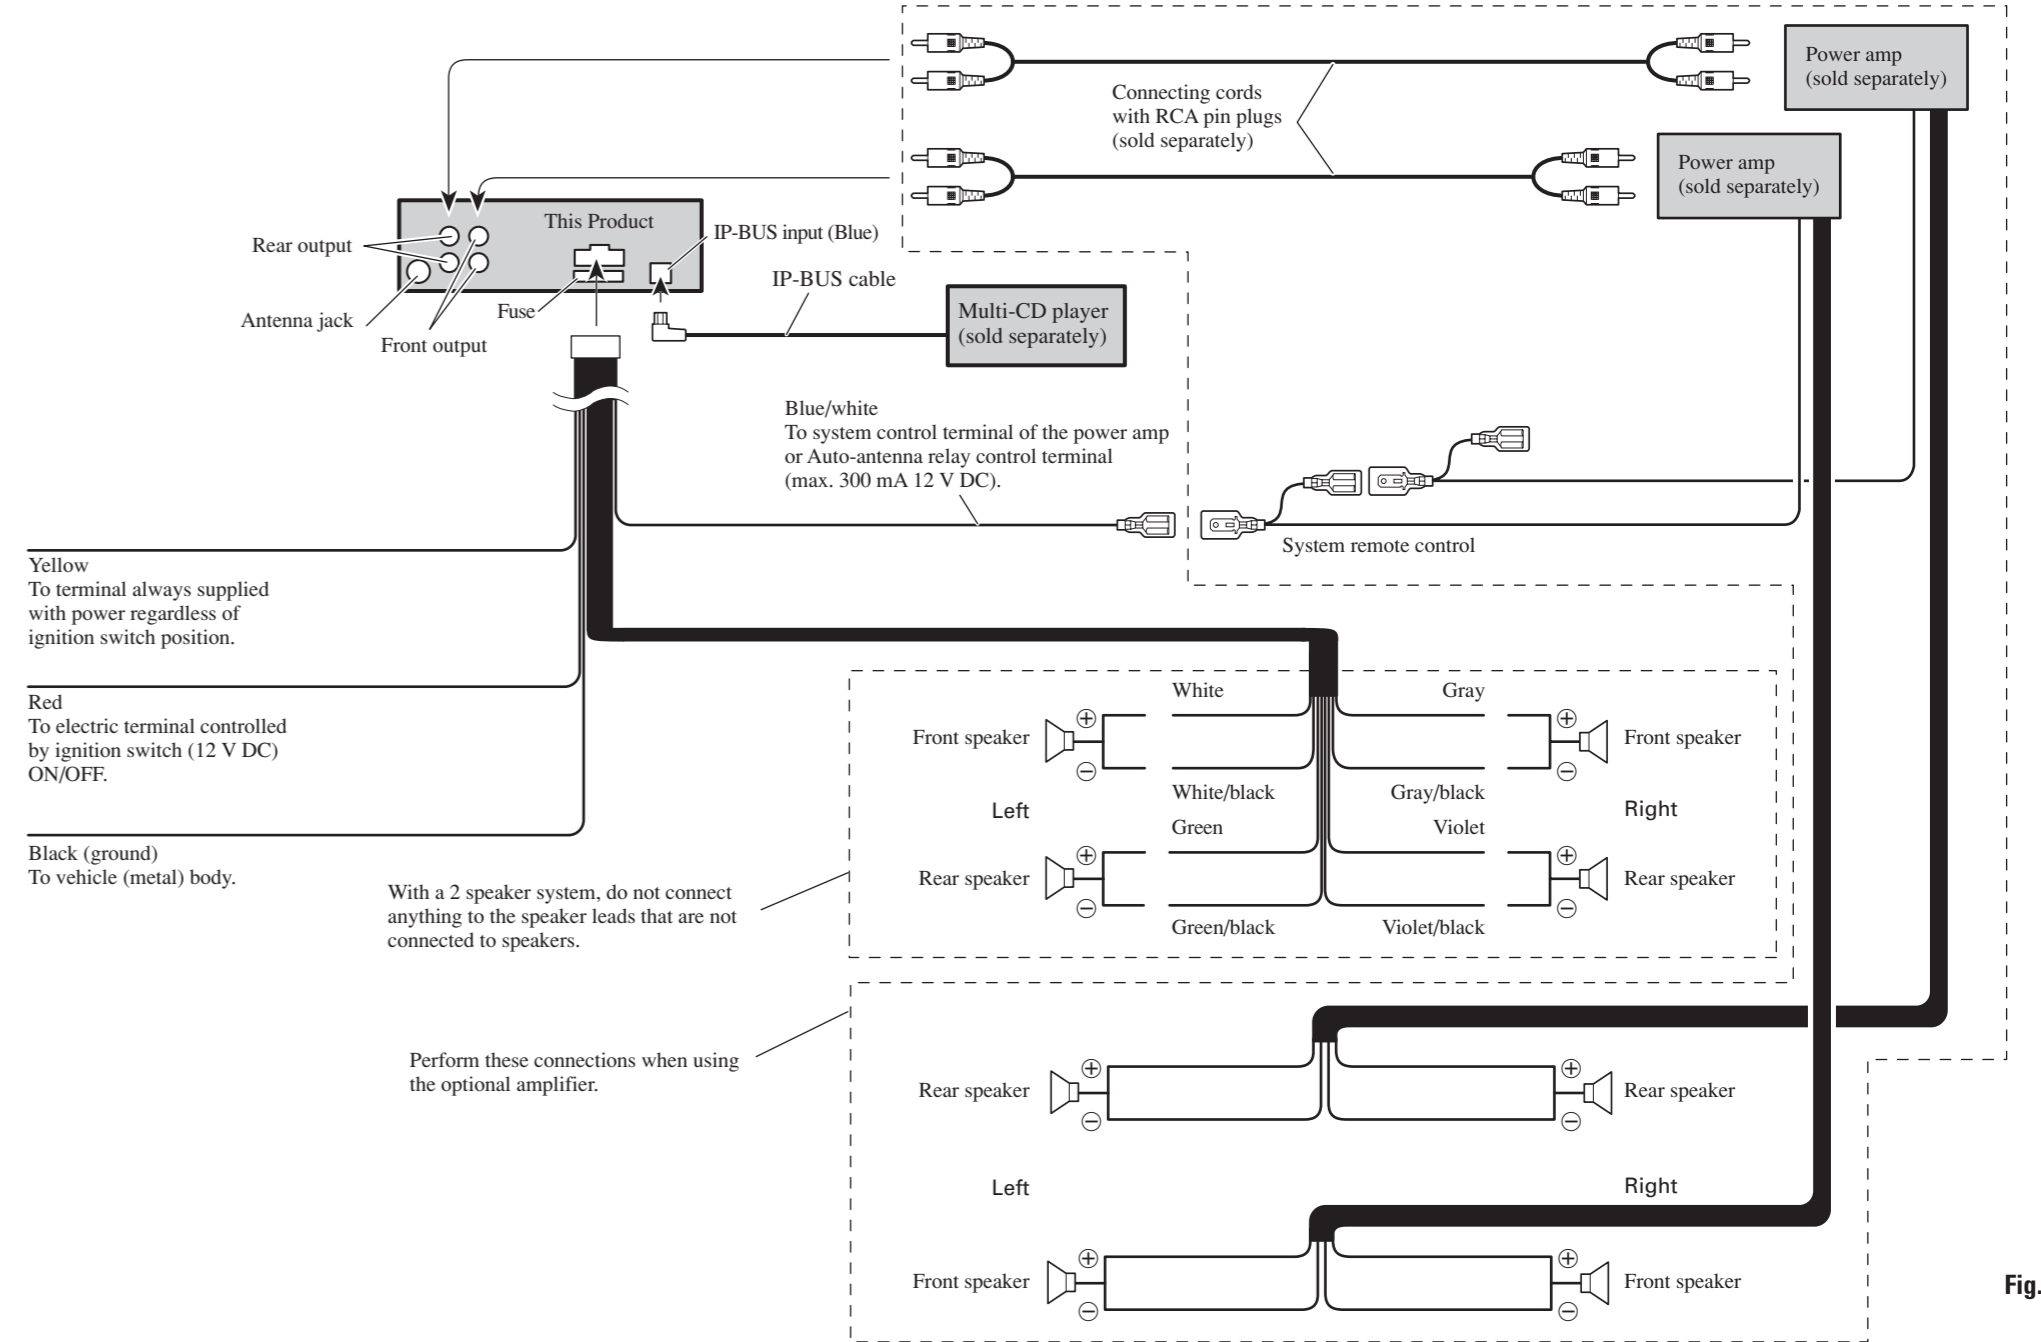 Power amp
(sold separately)
Connecting cords
with RCA pin plugs
(sold separately)
Power amp
(sold separately)
This Product
Rear output
IP-BUS input (Blue)
IP-BUS cable
Antenna jack
Fuse
Front output
Multi-CD player
(sold separately)
Blue/white
To system control terminal of the power amp
or Auto-antenna relay control terminal
(max. 300 mA 12 V DC).
System remote control
Yellow
To terminal always supplied
with power regardless of
ignition switch position.
Red
To electric terminal controlled
by ignition switch (12 V DC)
ON/OFF.
Black (ground)
To vehicle (metal) body.
White
Gray
Front speaker
+
+
Front speaker
−
−
White/black
Gray/black
Left
Right
Green
Violet
Rear speaker
+
+
Rear speaker
−
−
Green/black
Violet/black
With a 2 speaker system, do not connect
anything to the speaker leads that are not
connected to speakers.
Perform these connections when using
the optional amplifier.
Rear speaker
+
+
Rear speaker
−
−
Left
Right
Front speaker
+
+
Front speaker
−
−
Fig.